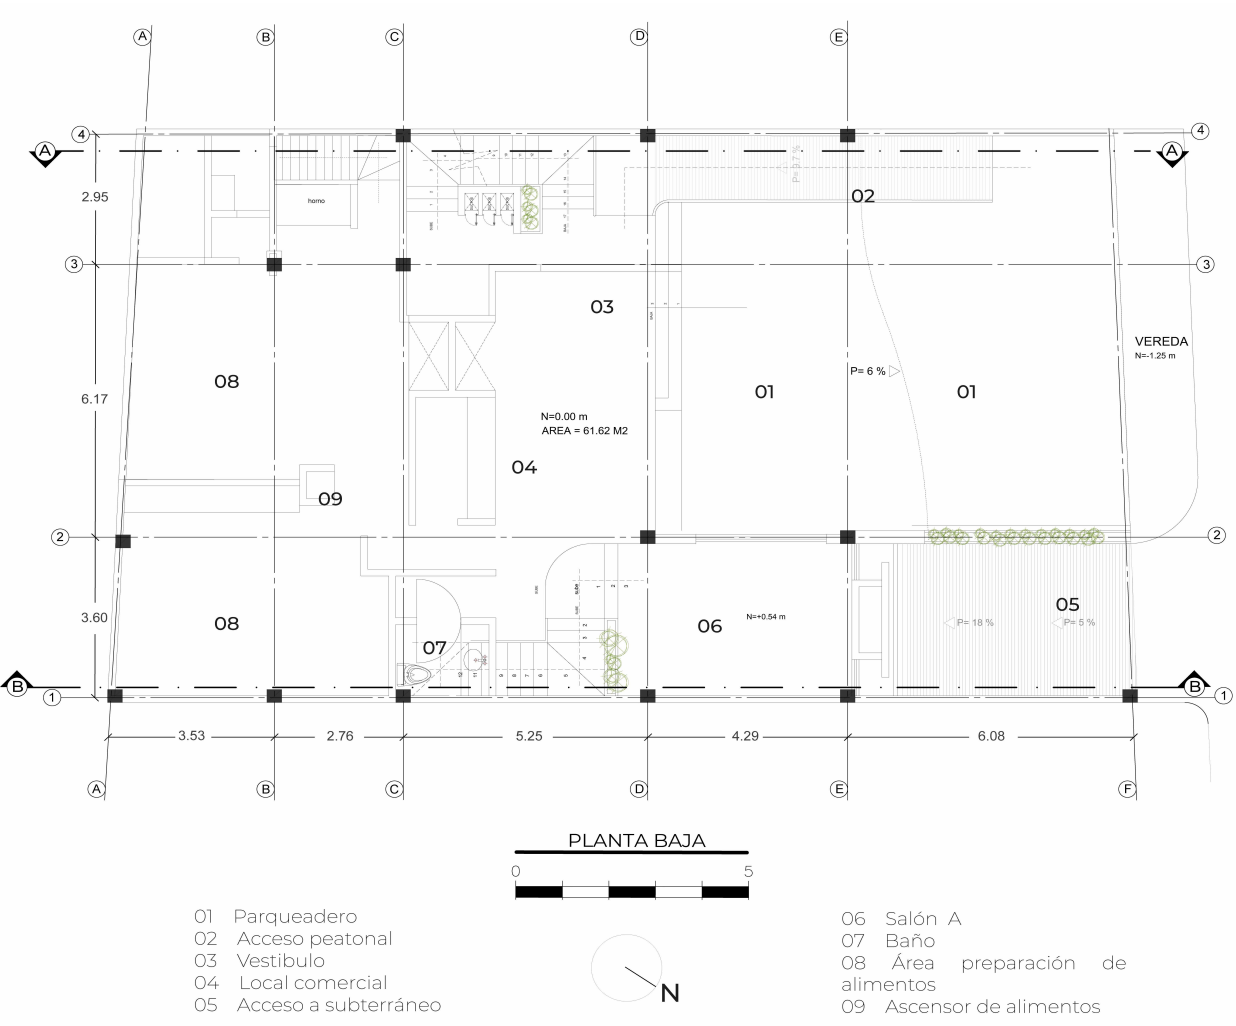 A
B
C
D
E
4
4
A
A
P= 9.7 %
2.95
horno
02
3
3
03
VEREDA
N=-1.25 m
P= 6 %
08
01
01
6.17
N=0.00 m
AREA = 61.62 M2
04
09
2
2
3.60
08
05
N=+0.54 m
06
P= 18 %
P= 5 %
07
B
B
1
1
3.53
2.76
5.25
4.29
6.08
A
B
C
D
E
F
PLANTA BAJA
0
5
01 Parqueadero
02 Acceso peatonal
03 Vestibulo
04 Local comercial
05 Acceso a subterráneo
N
06 Salón A
07 Baño
08 Área preparación de
alimentos
09 Ascensor de alimentos